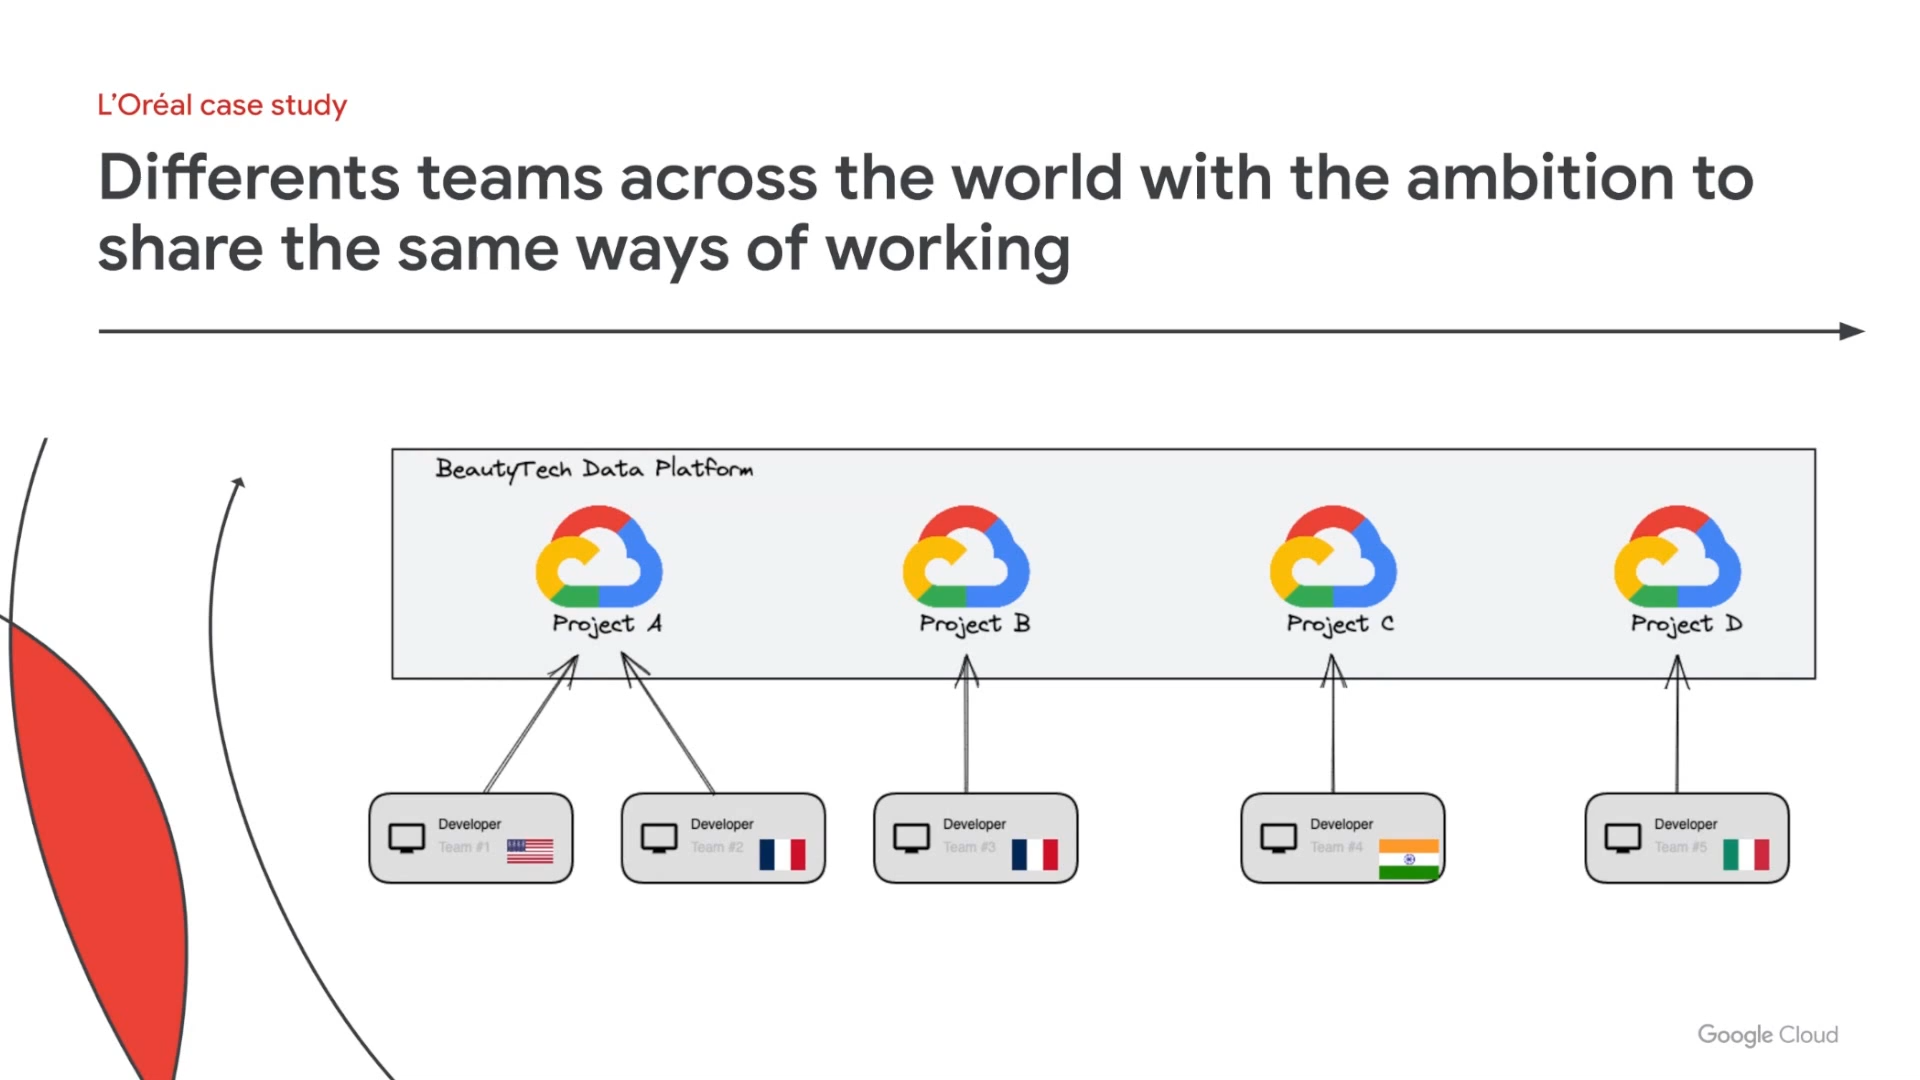 L'Oréal case study
Differents teams across the world with the ambition to
share the same ways of working
BeautyTech Data Platform
Project A
Project B
Project C
Project D
Developer
Team #1
Developer
Team #2
Developer
Team #3
Developer
Team #4
Developer
Team #5
Google Cloud